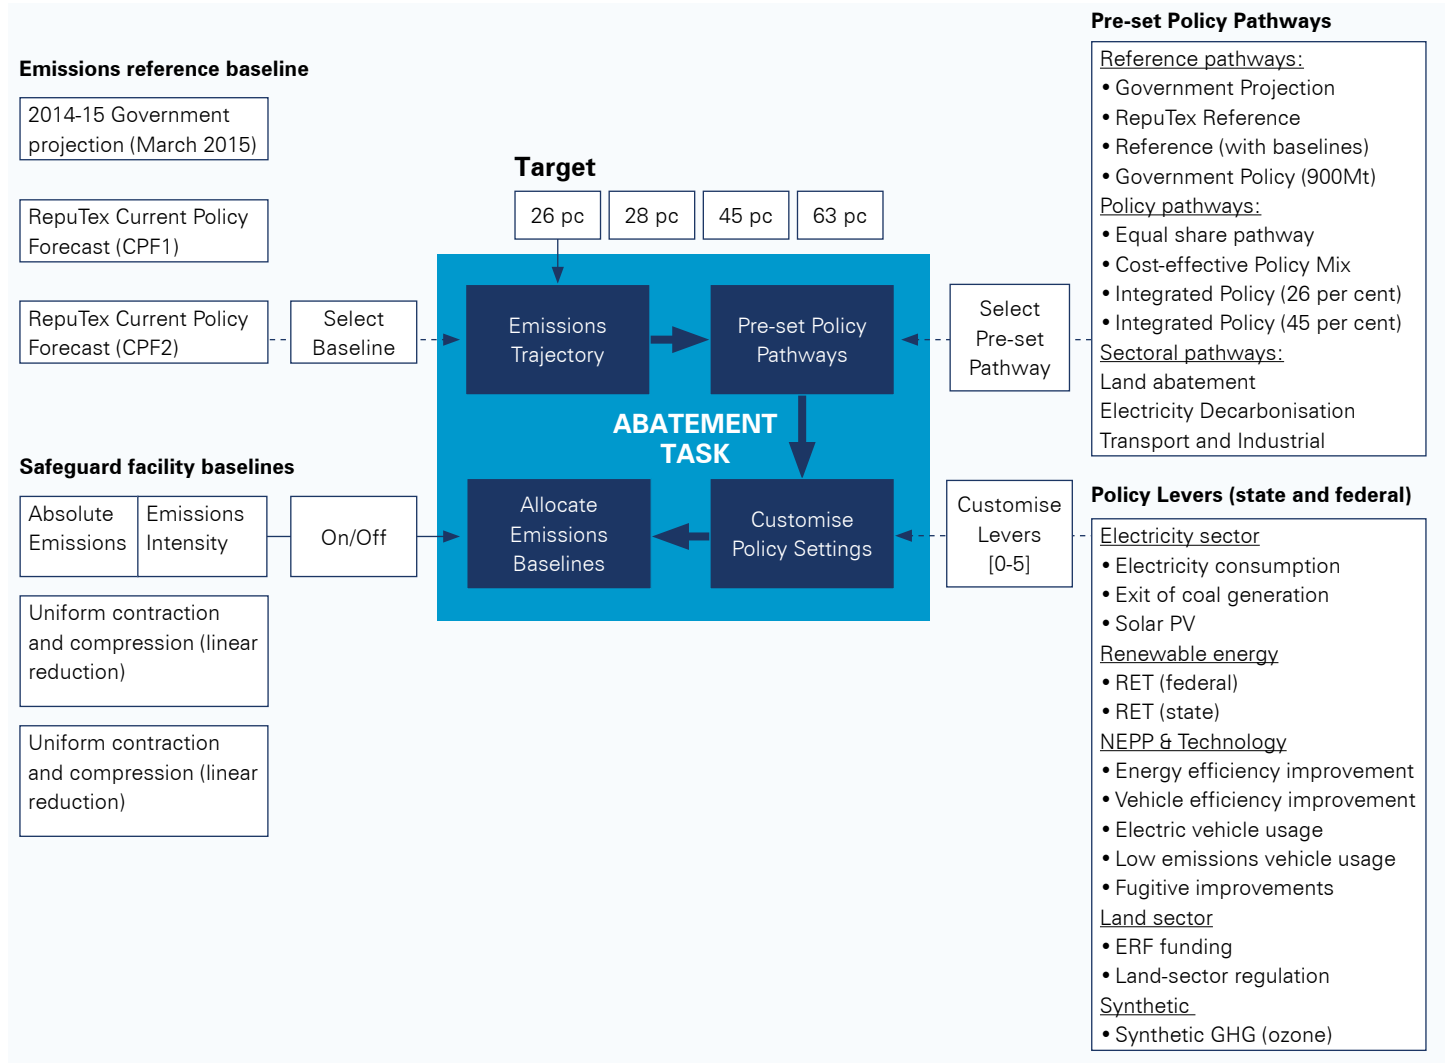 Emissions reference baseline
2014-15 Government
projection (March 2015)
RepuTex Current Policy
Forecast (CPF1)
RepuTex Current Policy
Forecast (CPF2)
Select
Baseline
Safeguard facility baselines
Absolute
Emissions
Emissions
Intensity
On/Off
Uniform contraction
and compression (linear
reduction)
Uniform contraction
and compression (linear
reduction)
Target
26 pc
28 pc
45 pc
63 pc
Emissions
Trajectory
Pre-set Policy
Pathways
ABATEMENT
TASK
Allocate
Emissions
Baselines
Customise
Policy Settings
Select
Pre-set
Pathway
Customise
Levers
[0-5]
Pre-set Policy Pathways
Reference pathways:
• Government Projection
• RepuTex Reference
• Reference (with baselines)
• Government Policy (900Mt)
Policy pathways:
• Equal share pathway
• Cost-effective Policy Mix
• Integrated Policy (26 per cent)
• Integrated Policy (45 per cent)
Sectoral pathways:
Land abatement
Electricity Decarbonisation
Transport and Industrial
Policy Levers (state and federal)
Electricity sector
• Electricity consumption
• Exit of coal generation
• Solar PV
Renewable energy
• RET (federal)
• RET (state)
NEPP & Technology
• Energy efficiency improvement
• Vehicle efficiency improvement
• Electric vehicle usage
• Low emissions vehicle usage
• Fugitive improvements
Land sector
• ERF funding
• Land-sector regulation
Synthetic
• Synthetic GHG (ozone)